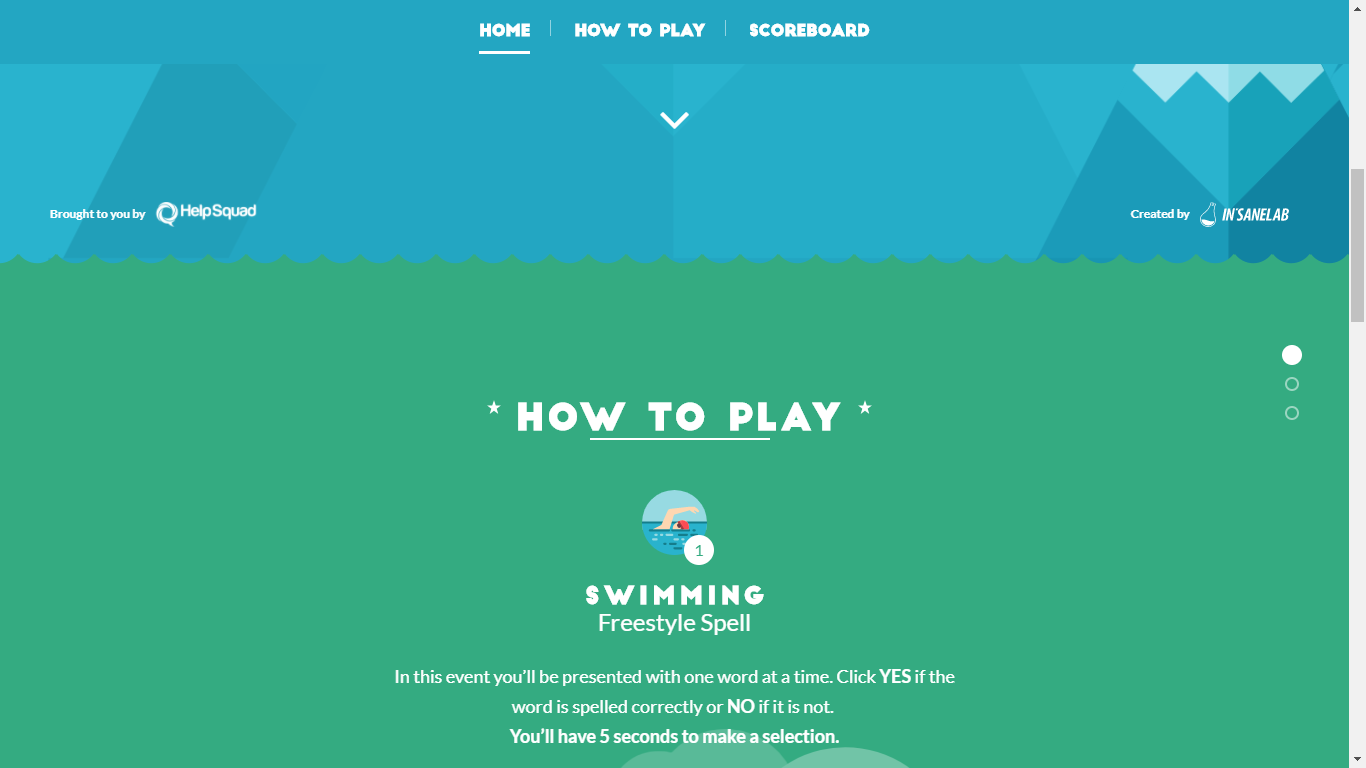 HOME
HOW TO PLAY
SCOREBOARD
Brought to you by HelpSquad
Created by IN'SANELAB
HOW TO PLAY
1
SWIMMING
Freestyle Spell
In this event you’ll be presented with one word at a time. Click YES if the
word is spelled correctly or NO if it is not.
You’ll have 5 seconds to make a selection.